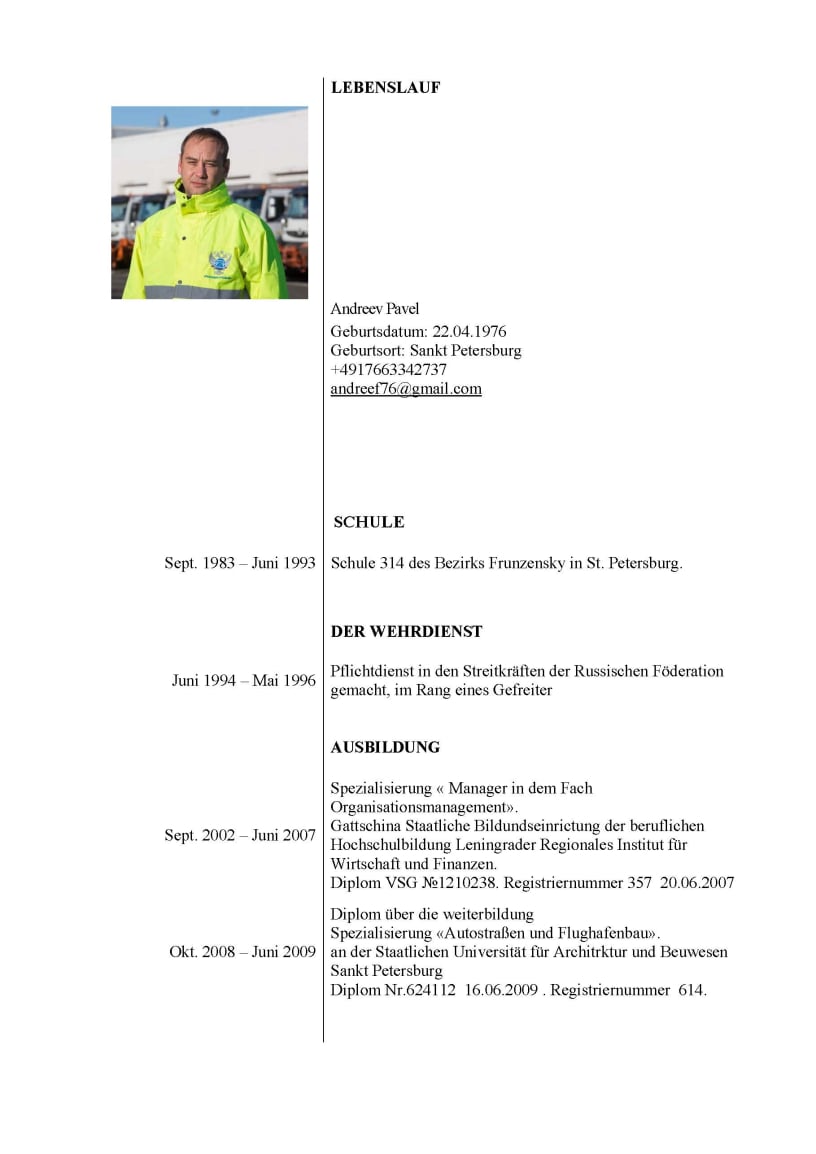 LEBENSLAUF
Andreev Pavel
Geburtsdatum: 22.04.1976
Geburtsort: Sankt Petersburg
+4917663342737
andreef76@gmail.com
SCHULE
Sept. 1983 – Juni 1993 Schule 314 des Bezirks Frunzensky in St. Petersburg.
DER WEHRDIENST
Juni 1994 – Mai 1996
Pflichtdienst in den Streitkräften der Russischen Föderation
gemacht, im Rang eines Gefreiter
AUSBILDUNG
Sept. 2002 – Juni 2007
Spezialisierung « Manager in dem Fach
Organisationsmanagement».
Gattschina Staatliche Bildundseinrictung der beruflichen
Hochschulbildung Leningrader Regionales Institut für
Wirtschaft und Finanzen.
Diplom VSG №1210238. Registriernummer 357 20.06.2007
Okt. 2008 – Juni 2009
Diplom über die weiterbildung
Spezialisierung «Autostraßen und Flughafenbau».
an der Staatlichen Universität für Architrktur und Beuwesen
Sankt Petersburg
Diplom Nr.624112 16.06.2009 . Registriernummer 614.